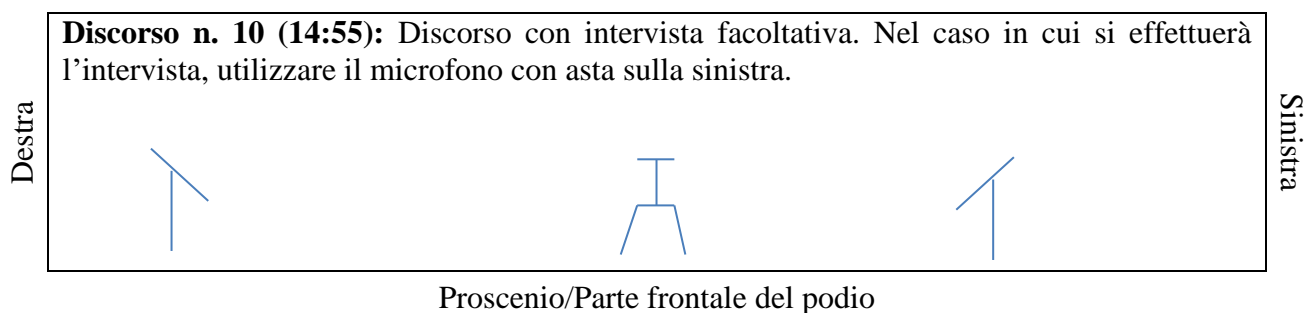 Discorso n. 10 (14:55): Discorso con intervista facoltativa. Nel caso in cui si effettuerà
l’intervista, utilizzare il microfono con asta sulla sinistra.
Destra
Sinistra
Proscenio/Parte frontale del podio